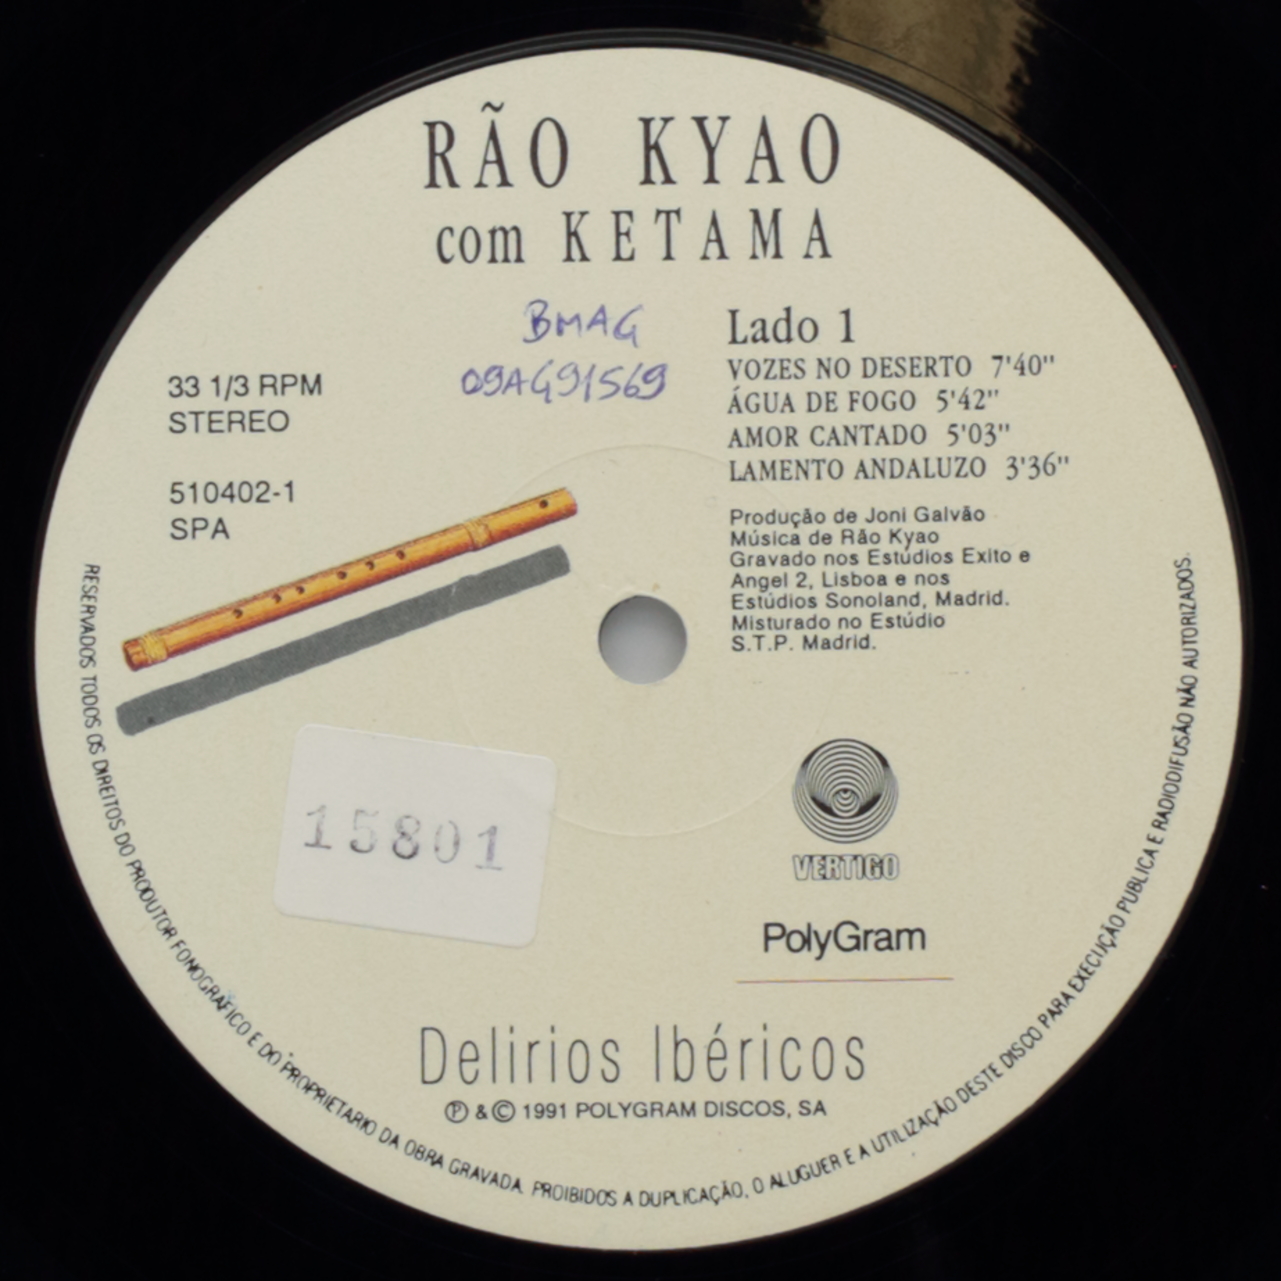 RÃO KYAO
com KETAMA
BMAG
09AG91569
33 1/3 RPM
STEREO
510402-1
SPA
Lado 1
VOZES NO DESERTO 7'40"
ÁGUA DE FOGO 5'42"
AMOR CANTADO 5'03"
LAMENTO ANDALUZO 3'36"
Produção de Joni Galvão
Música de Rão Kyao
Gravado nos Estúdios Exito e
Angel 2, Lisboa e nos
Estúdios Sonoland, Madrid.
Misturado no Estúdio
S.T.P. Madrid.
15801
VERTIGO
PolyGram
Delirios Ibéricos
℗ & © 1991 POLYGRAM DISCOS, SA
RESERVADOS TODOS OS DIREITOS DO PRODUTOR FONOGRAFICO E DO PROPRIETARIO DA OBRA GRAVADA. PROIBIDOS A DUPLICAÇÃO, O ALUGUER E A UTILIZAÇÃO DESTE DISCO PARA EXECUÇÃO PUBLICA E RADIODIFUSÃO NÃO AUTORIZADOS.